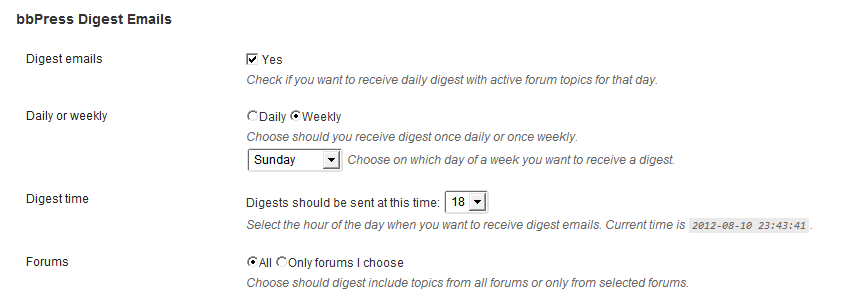 bbPress Digest Emails
Digest emails
Yes
Check if you want to receive daily digest with active forum topics for that day.
Daily or weekly
Daily Weekly
Choose should you receive digest once daily or once weekly.
Sunday Choose on which day of a week you want to receive a digest.
Digest time
Digests should be sent at this time: 18
Select the hour of the day when you want to receive digest emails. Current time is 2012-08-10 23:43:41 .
Forums
All Only forums I choose
Choose should digest include topics from all forums or only from selected forums.